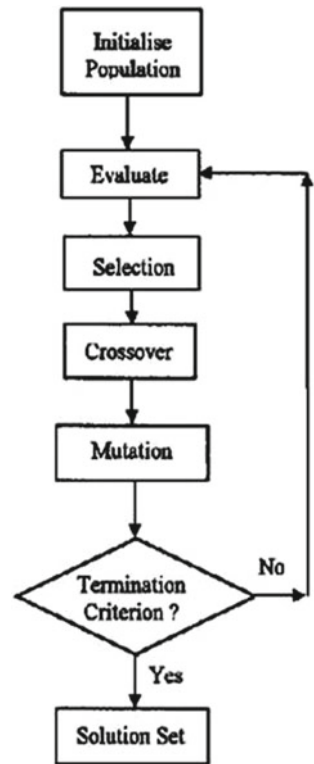 Initialise
Population
Evaluate
Selection
Crossover
Mutation
Termination
Criterion ?
No
Yes
Solution Set